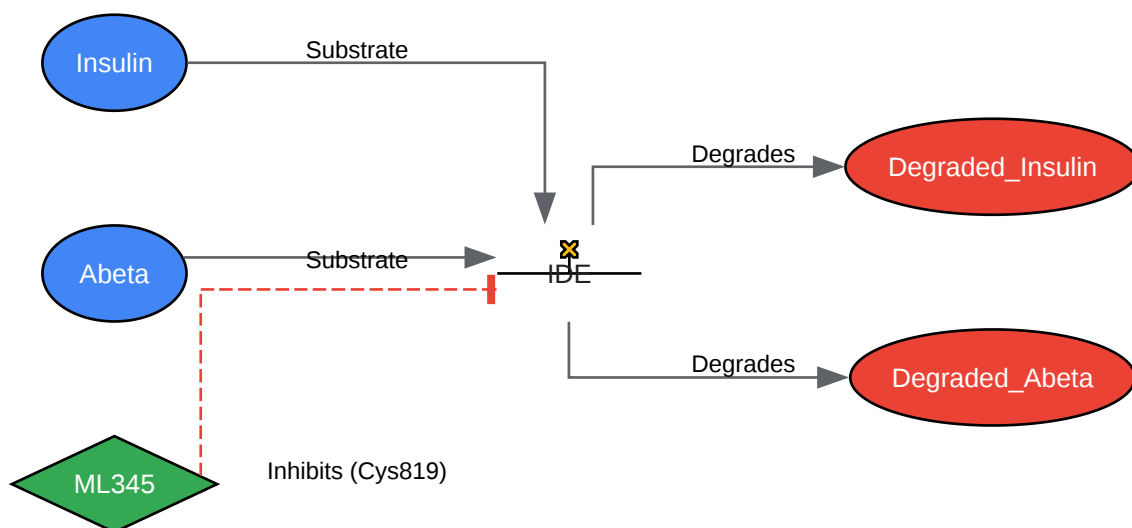 Insulin
Substrate
Degrades
Degraded_Insulin
Abeta
Substrate
IDE
Degrades
Degraded_Abeta
ML345
Inhibits (Cys819)